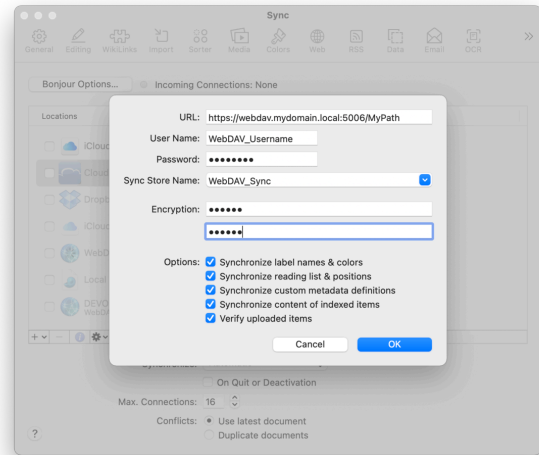 Sync
General Editing WikiLinks Import Sorter Media Colors Web RSS Data Email OCR
Bonjour Options... Incoming Connections: None
Locations
iCloud
Cloud
Dropb
iCloud
WebD
Local
DEVO
WebDA
URL: https://webdav.mydomain.local:5006/MyPath
User Name: WebDAV_Username
Password: ●●●●●●●●
Sync Store Name: WebDAV_Sync
Encryption: ●●●●●●
●●●●●●
Options: Synchronize label names & colors
Synchronize reading list & positions
Synchronize custom metadata definitions
Synchronize content of indexed items
Verify uploaded items
Cancel OK
On Quit or Deactivation
Max. Connections: 16
Conflicts: Use latest document
Duplicate documents
?